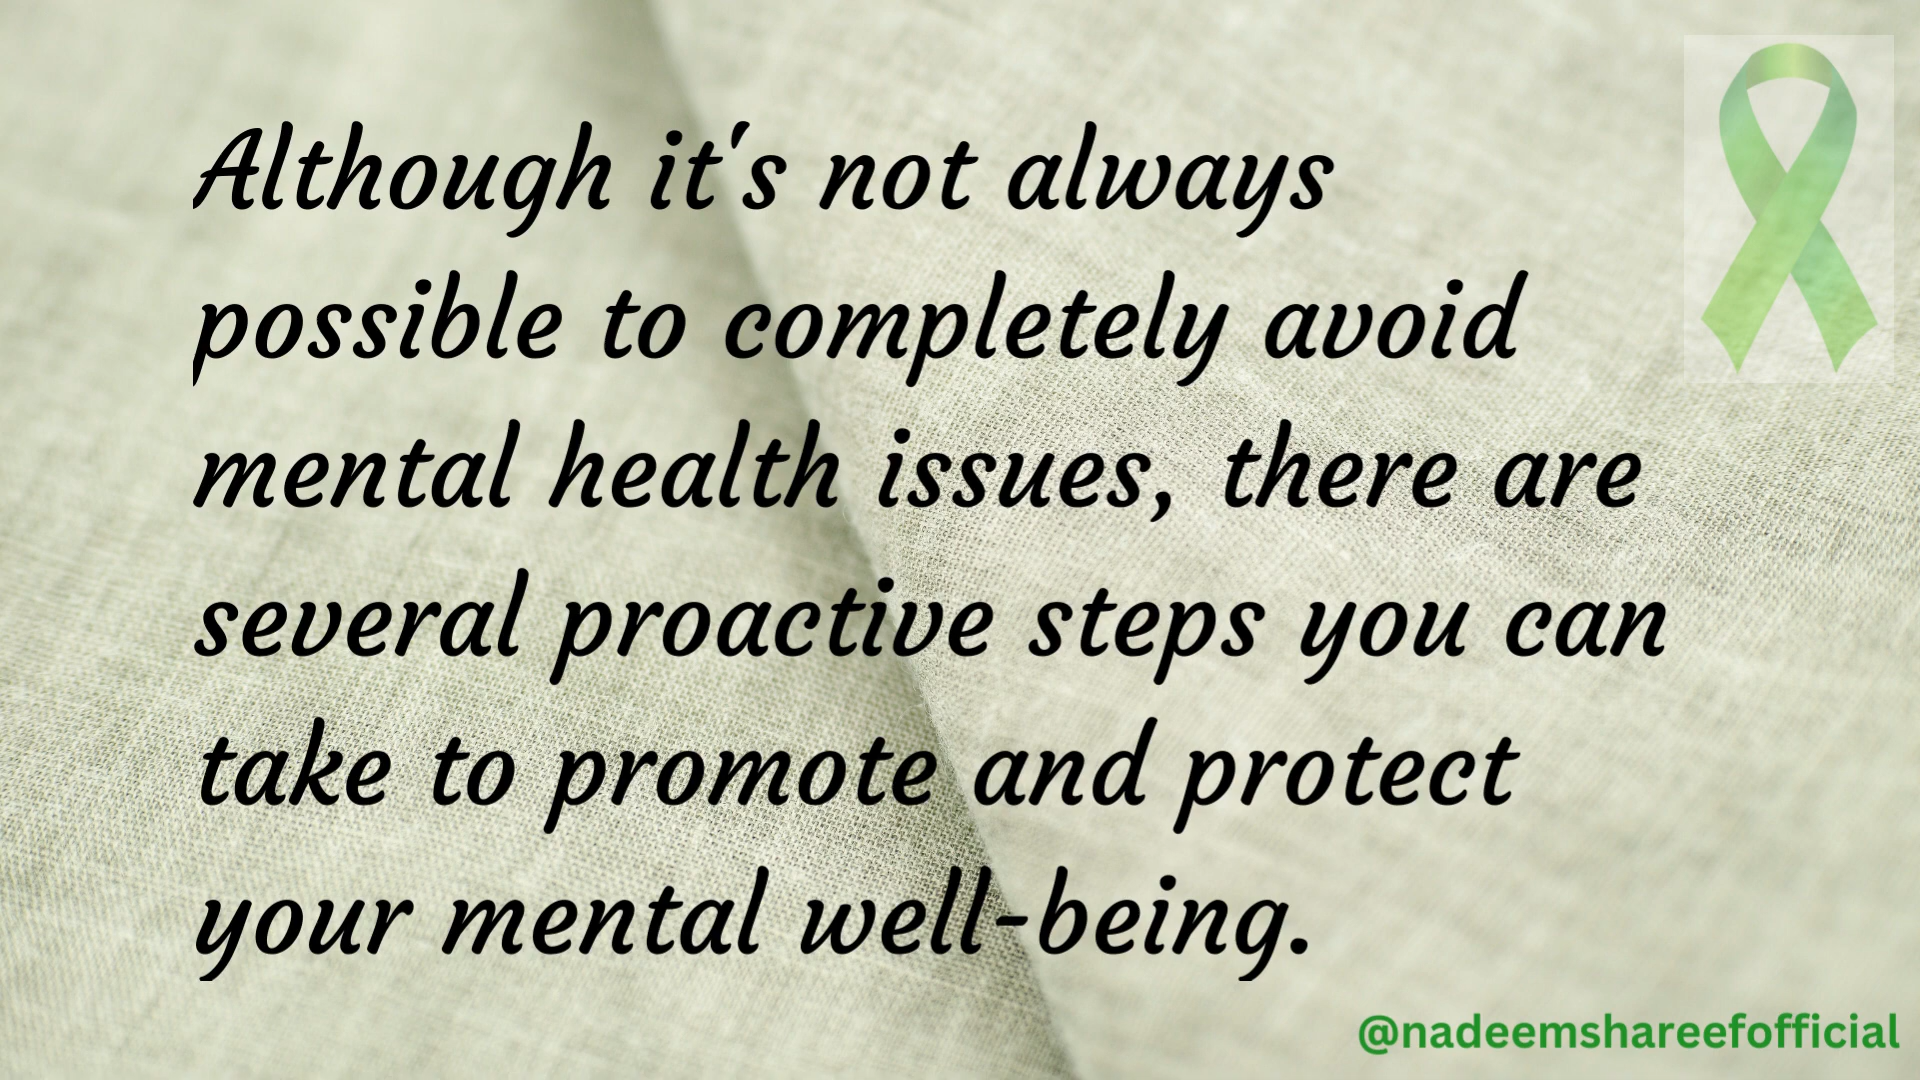 Although it's not always
possible to completely avoid
mental health issues, there are
several proactive steps you can
take to promote and protect
your mental well-being.
@nadeemshareefofficial